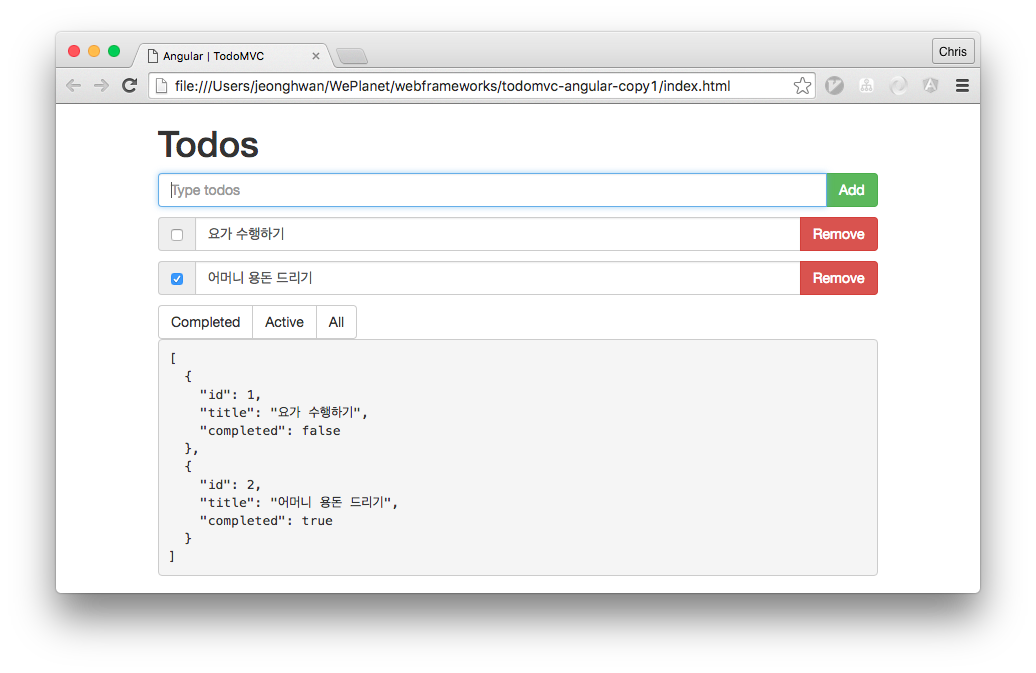 Angular | TodoMVC
Chris
file:///Users/jeonghwan/WePlanet/webframeworks/todomvc-angular-copy1/index.html
Todos
Type todos Add
요가 수행하기 Remove
어머니 용돈 드리기 Remove
Completed Active All
[
  {
    "id": 1,
    "title": "요가 수행하기",
    "completed": false
  },
  {
    "id": 2,
    "title": "어머니 용돈 드리기",
    "completed": true
  }
]